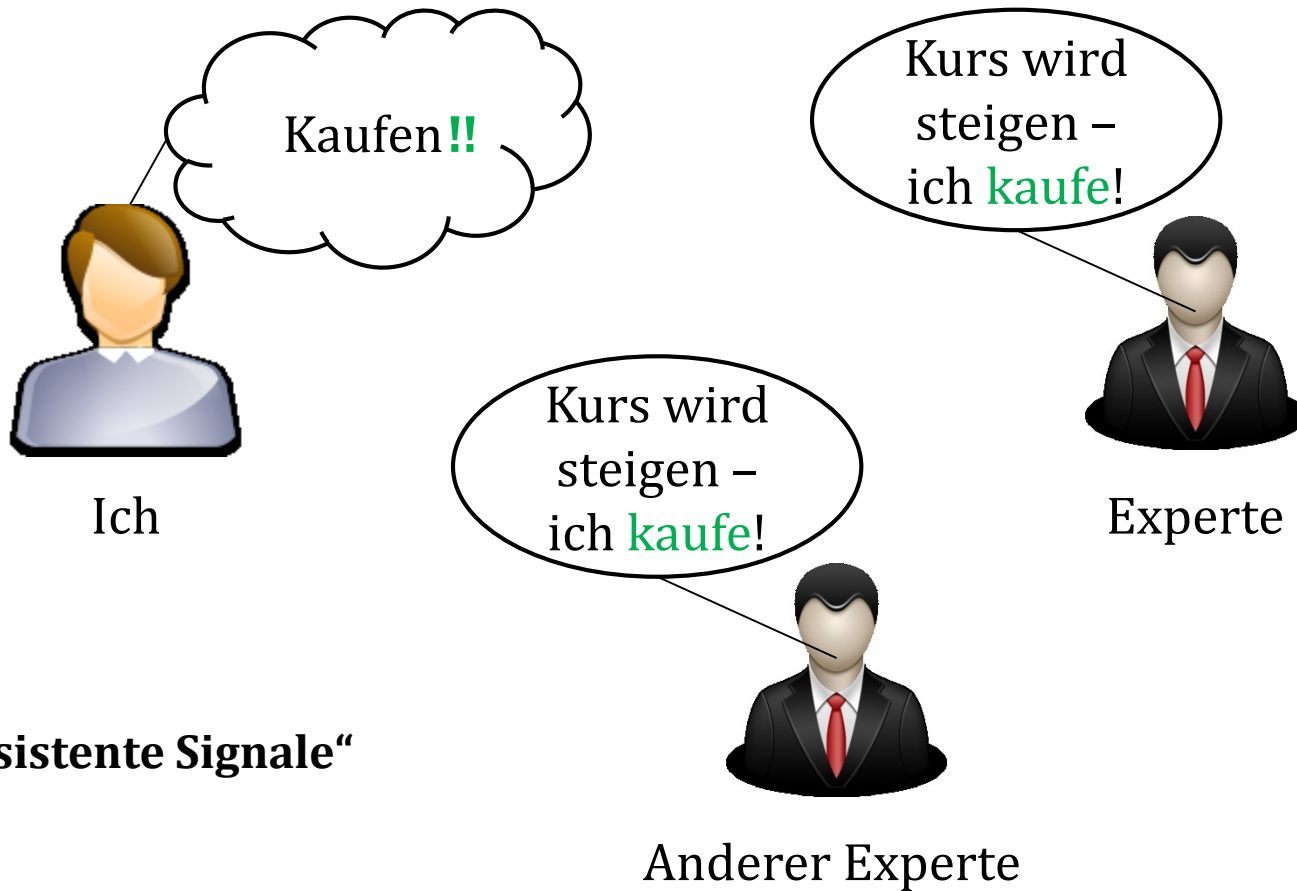 Kaufen!!
Kurs wird
steigen –
ich kaufe!
Ich
Experte
Kurs wird
steigen –
ich kaufe!
sistente Signale“
Anderer Experte